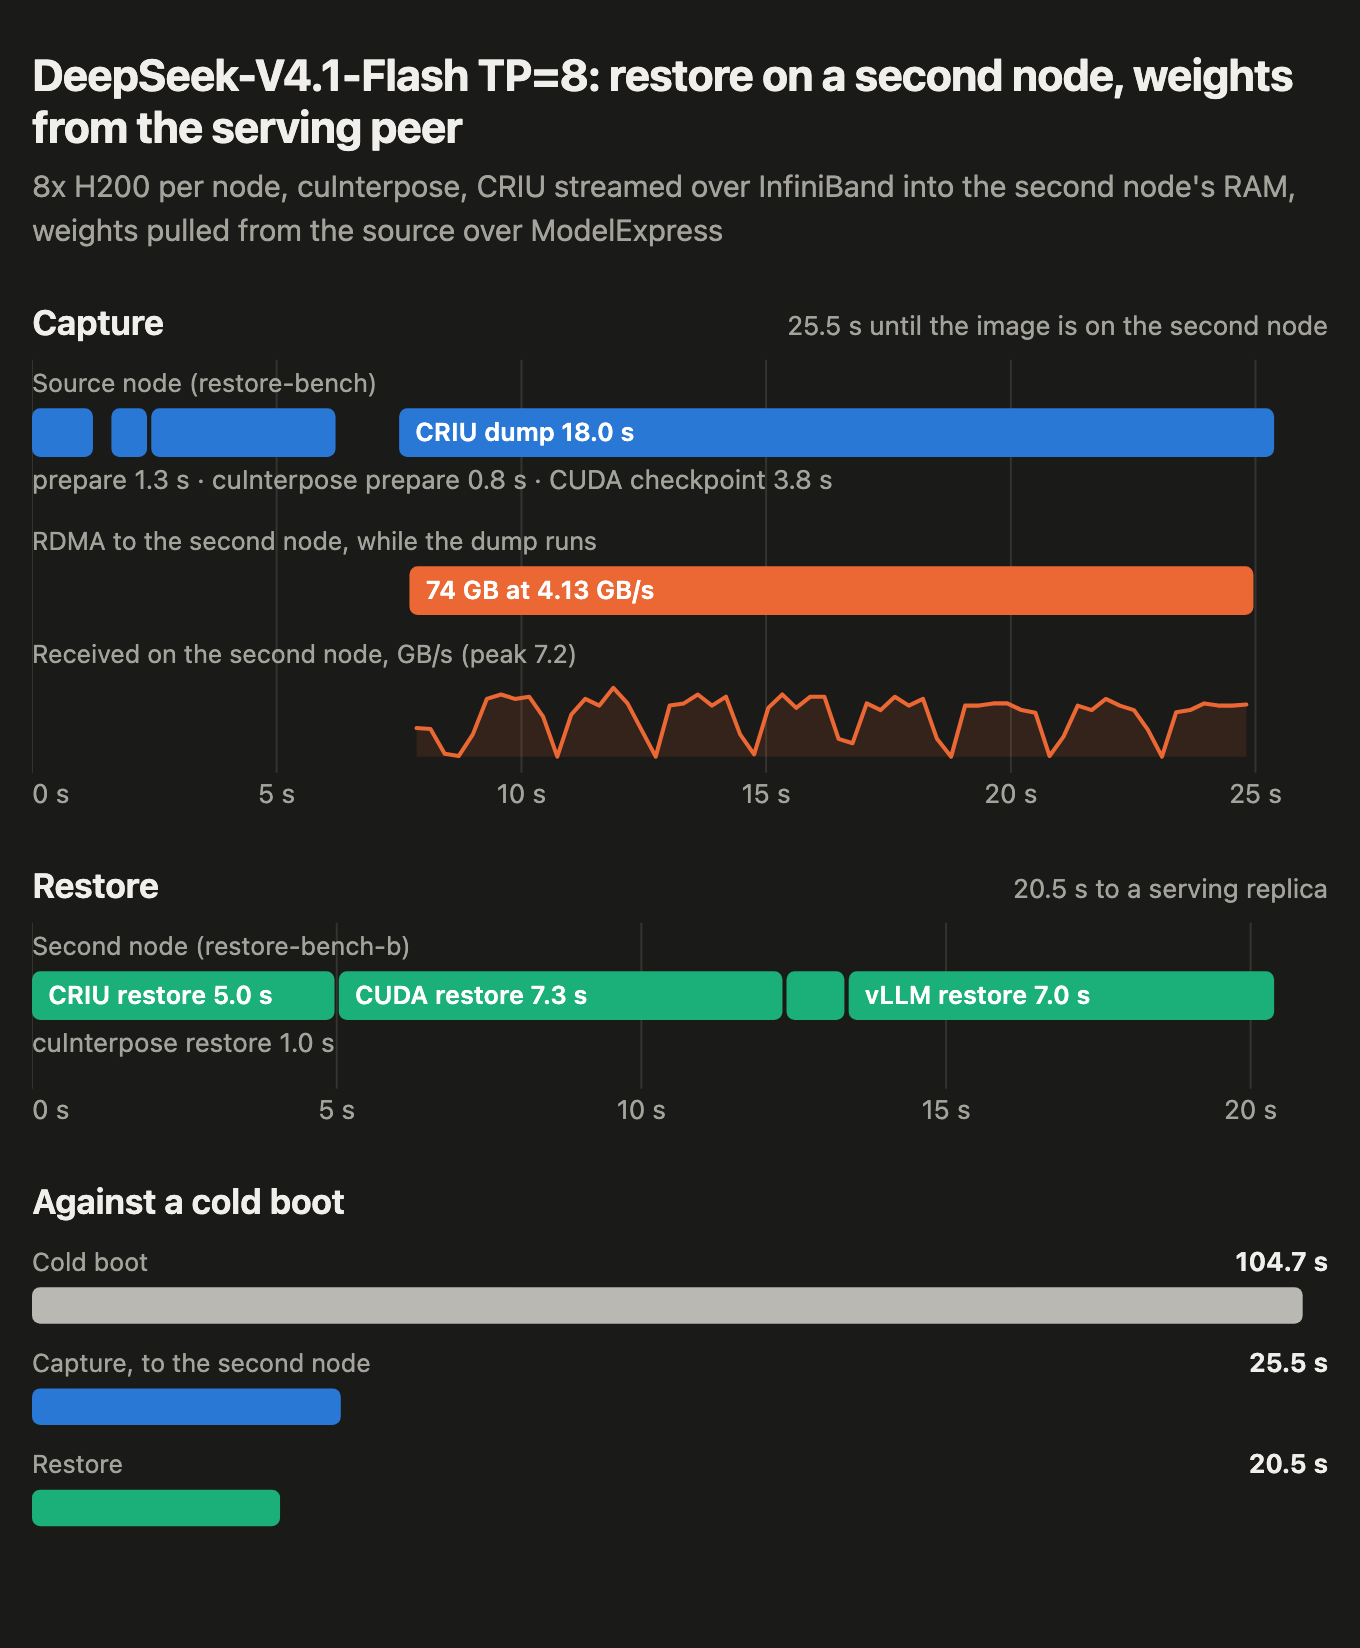 DeepSeek-V4.1-Flash TP=8: restore on a second node, weights
from the serving peer
8x H200 per node, cuInterpose, CRIU streamed over InfiniBand into the second node's RAM,
weights pulled from the source over ModelExpress
Capture
25.5 s until the image is on the second node
Source node (restore-bench)
CRIU dump 18.0 s
prepare 1.3 s · cuInterpose prepare 0.8 s · CUDA checkpoint 3.8 s
RDMA to the second node, while the dump runs
74 GB at 4.13 GB/s
Received on the second node, GB/s (peak 7.2)
0 s 5 s 10 s 15 s 20 s 25 s
Restore
20.5 s to a serving replica
Second node (restore-bench-b)
CRIU restore 5.0 s CUDA restore 7.3 s vLLM restore 7.0 s
cuInterpose restore 1.0 s
0 s 5 s 10 s 15 s 20 s
Against a cold boot
Cold boot 104.7 s
Capture, to the second node 25.5 s
Restore 20.5 s